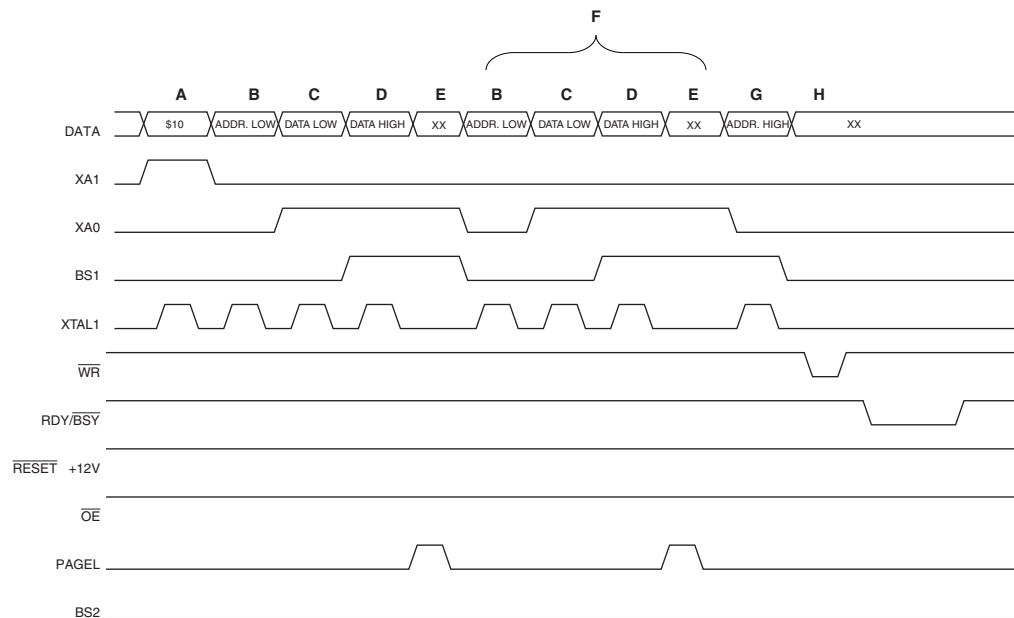 F
A B C D E B C D E G H
DATA $10 ADDR. LOW DATA LOW DATA HIGH XX ADDR. LOW DATA LOW DATA HIGH XX ADDR. HIGH XX
XA1
XA0
BS1
XTAL1
WR
RDY/BSY
RESET +12V
OE
PAGEL
BS2